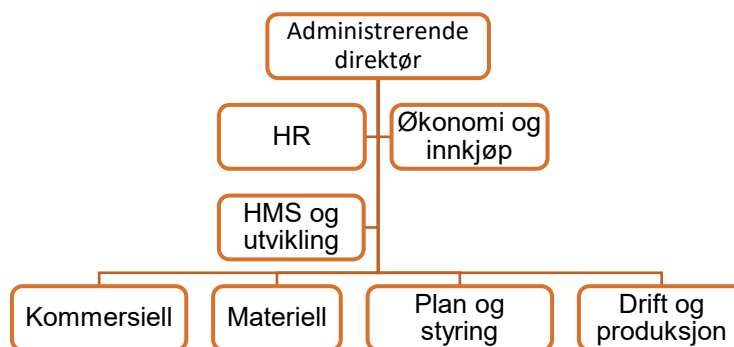 Administrerende
direktør
HR
Økonomi og
innkjøp
HMS og
utvikling
Kommersiell
Materiell
Plan og
styring
Drift og
produksjon